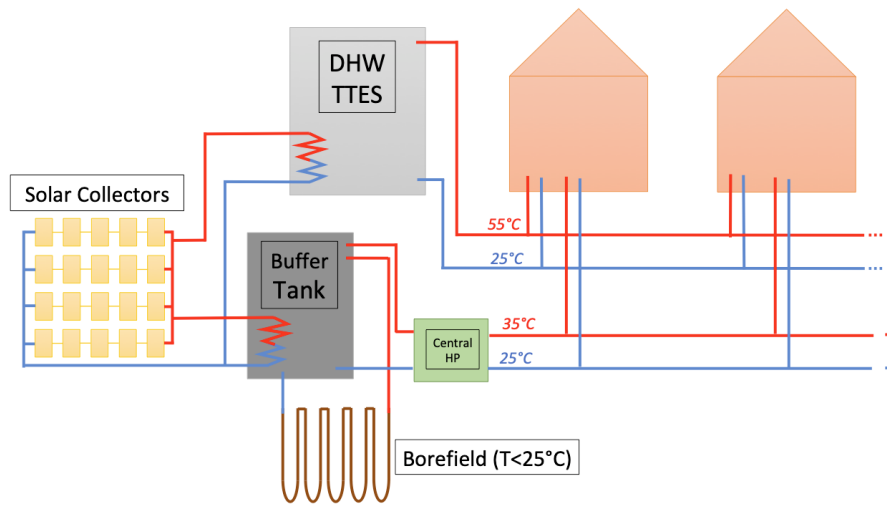 DHW
TTES
Solar Collectors
55°C
25°C
Buffer
Tank
35°C
Central
HP
25°C
Borefield (T<25°C)